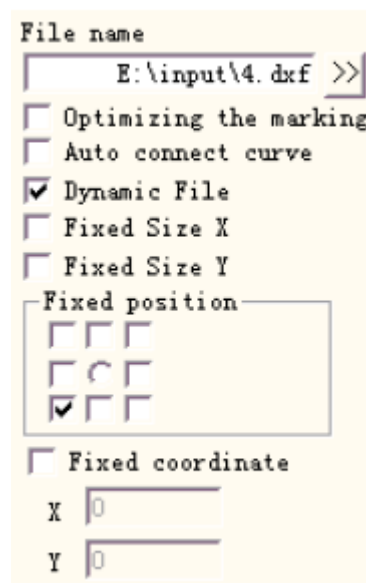 File name
E:\input\4.dxf >>
Optimizing the marking
Auto connect curve
Dynamic File
Fixed Size X
Fixed Size Y
Fixed position
Fixed coordinate
X 0
Y 0